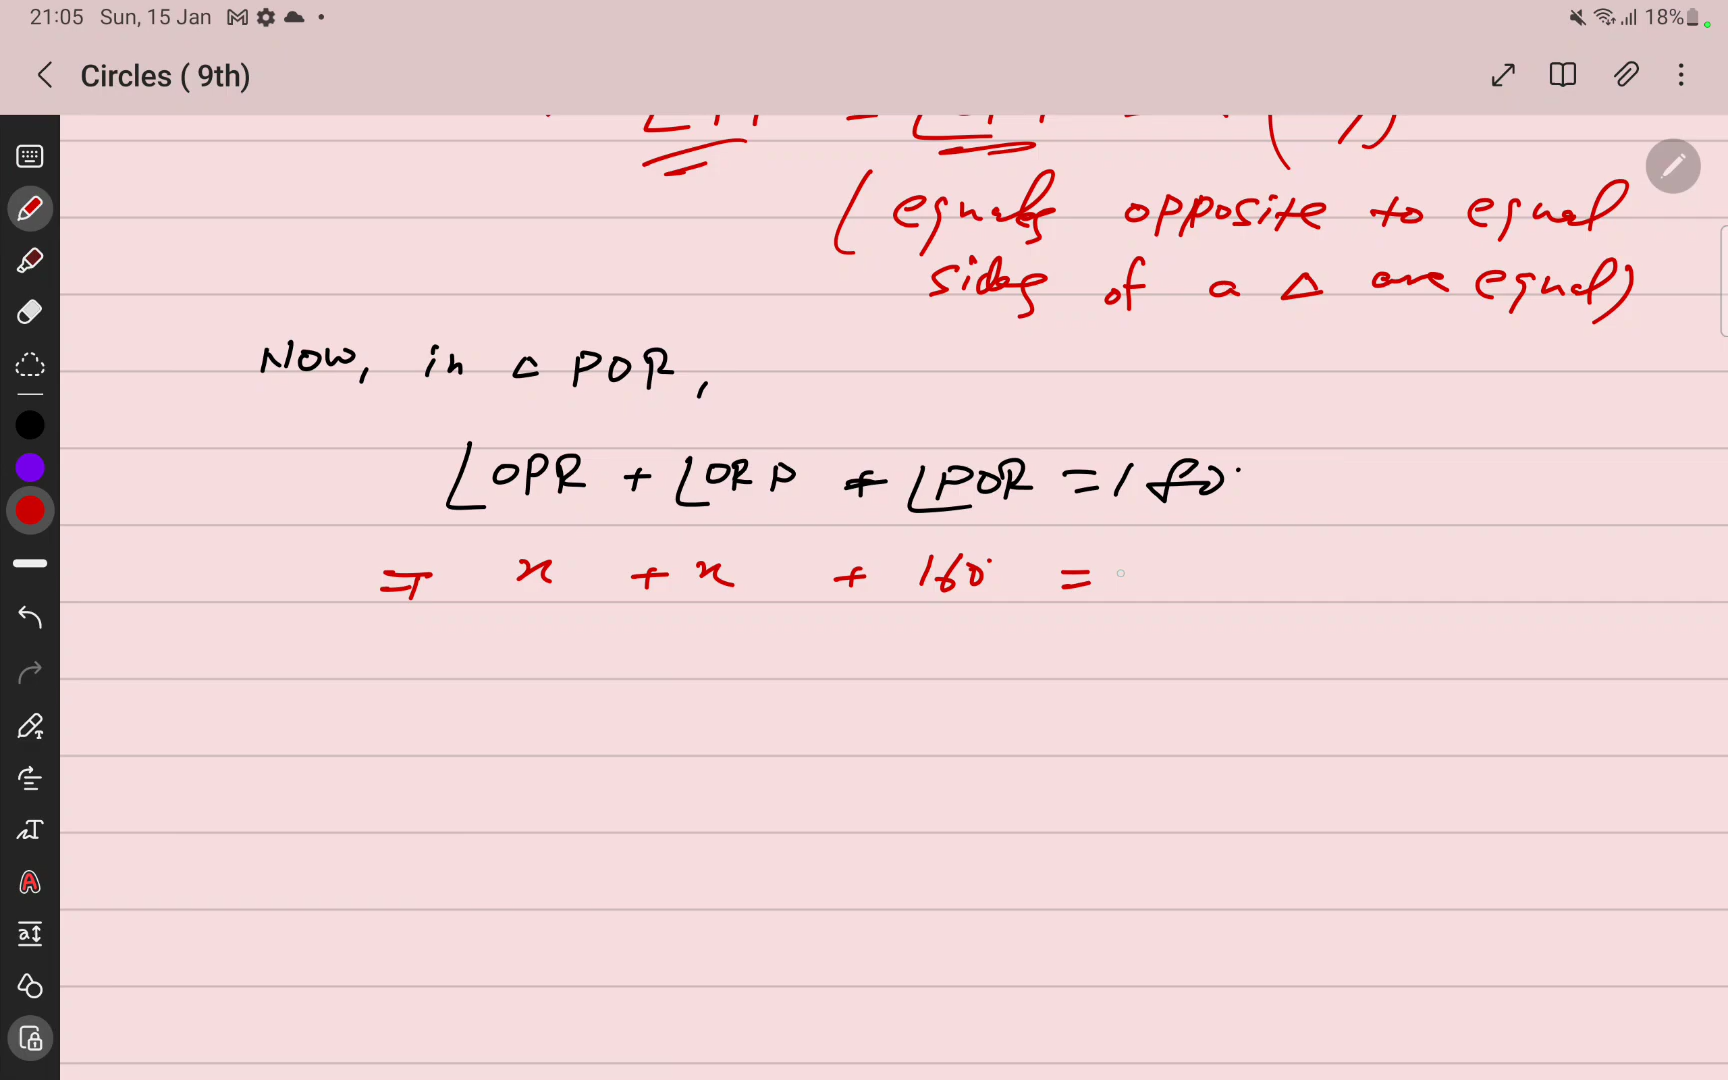 21:05 Sun, 15 Jan 18%
Circles ( 9th)
( equals opposite to equal
sides of a Δ are equal)
Now, in Δ POR,
∠OPR + ∠ORP + ∠POR = 180°
⇒ x + x + 160° =